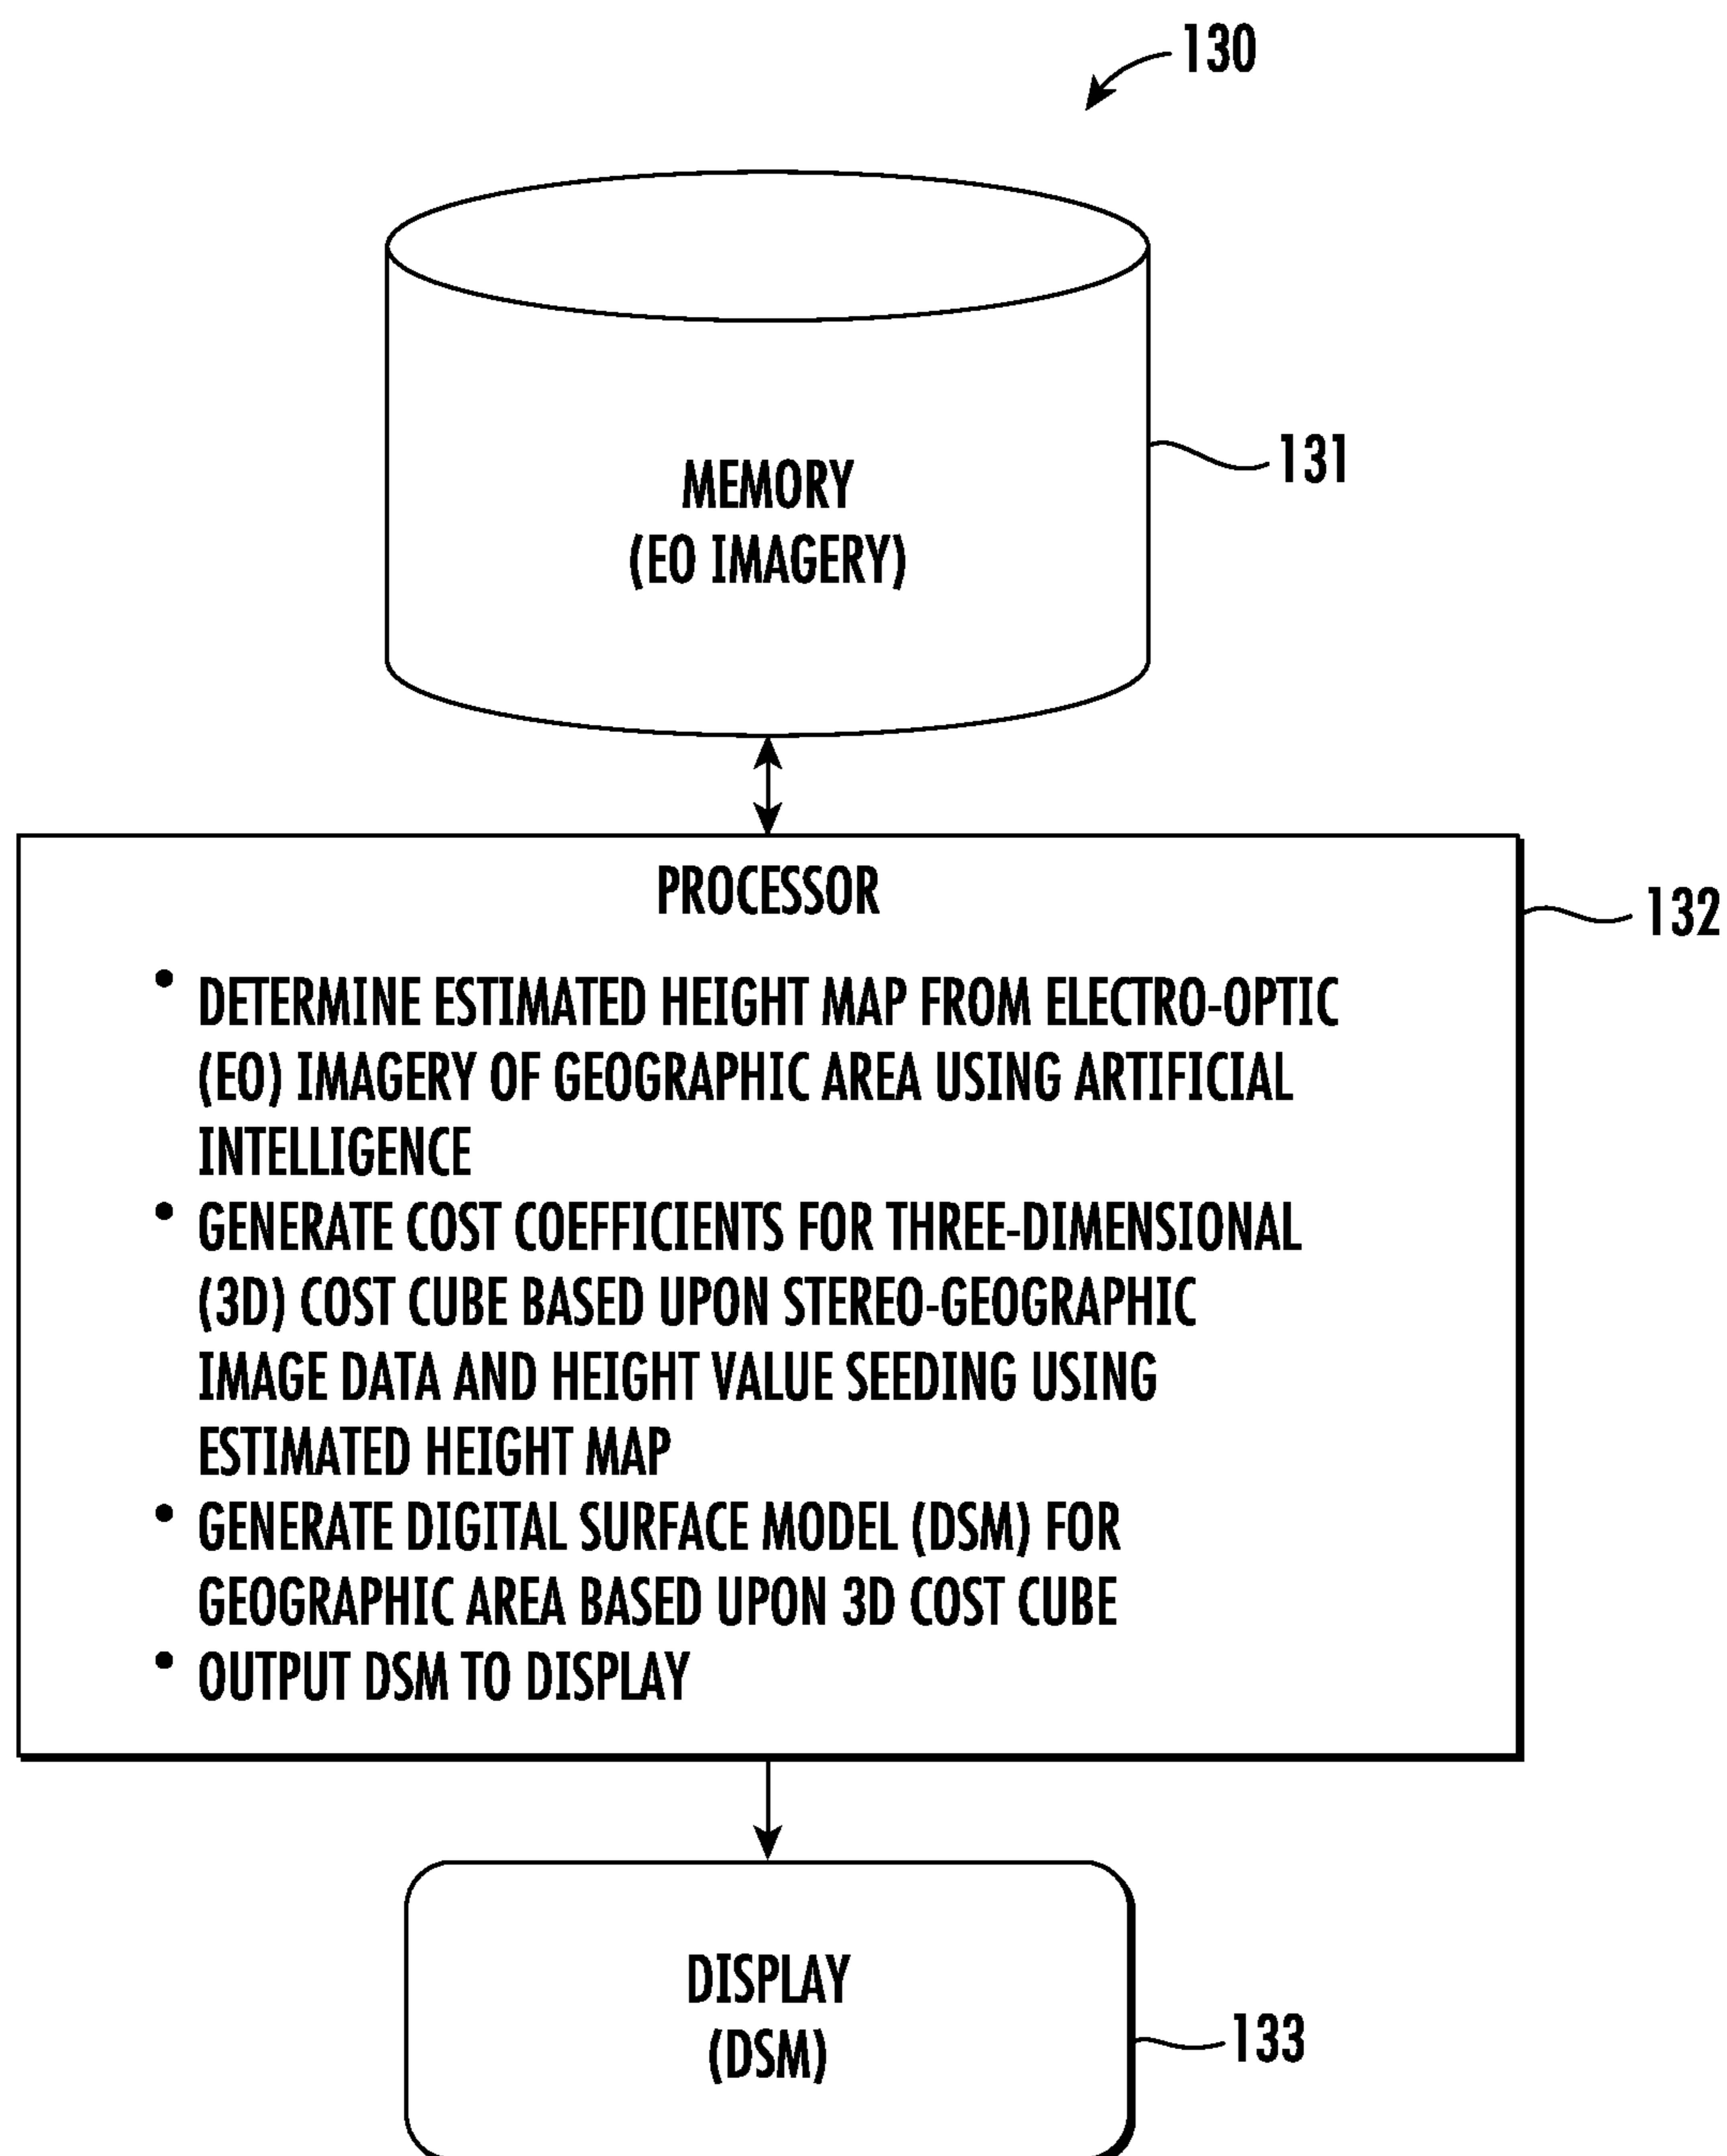 130
MEMORY
(EO IMAGERY)
131
PROCESSOR
132
• DETERMINE ESTIMATED HEIGHT MAP FROM ELECTRO-OPTIC
(EO) IMAGERY OF GEOGRAPHIC AREA USING ARTIFICIAL
INTELLIGENCE
• GENERATE COST COEFFICIENTS FOR THREE-DIMENSIONAL
(3D) COST CUBE BASED UPON STEREO-GEOGRAPHIC
IMAGE DATA AND HEIGHT VALUE SEEDING USING
ESTIMATED HEIGHT MAP
• GENERATE DIGITAL SURFACE MODEL (DSM) FOR
GEOGRAPHIC AREA BASED UPON 3D COST CUBE
• OUTPUT DSM TO DISPLAY
DISPLAY
(DSM)
133